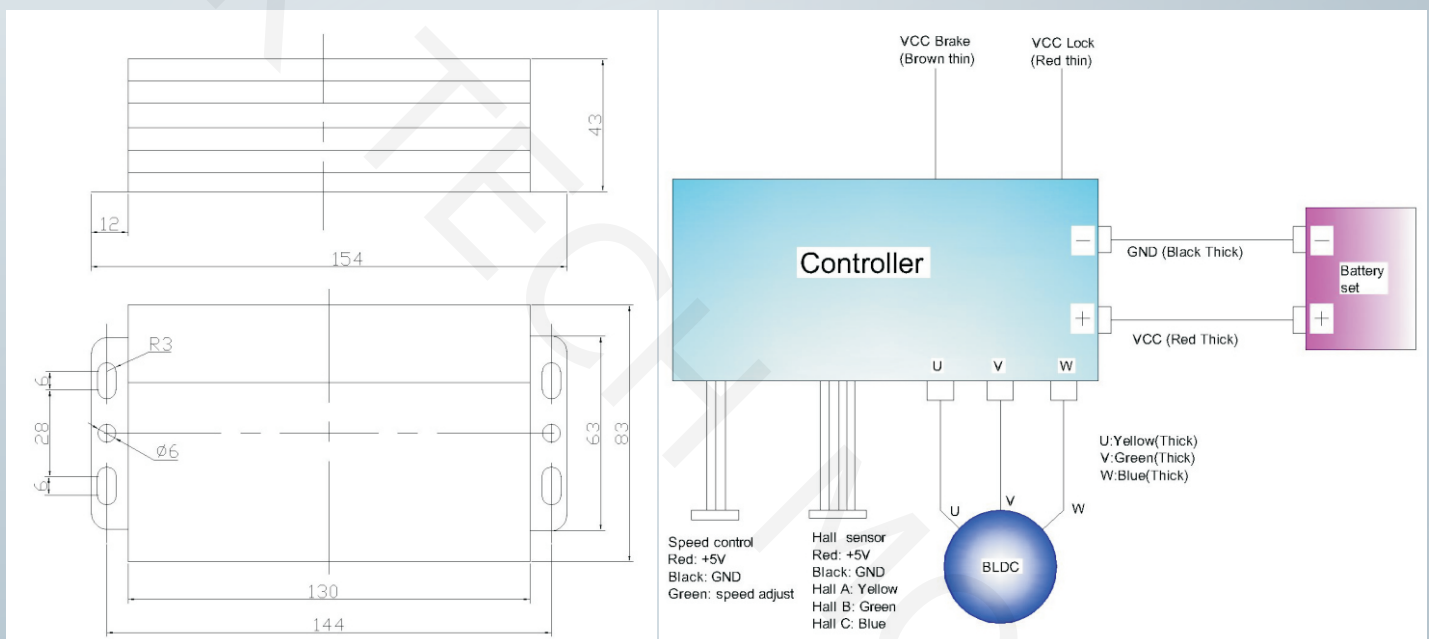 43
12
154
R3
6
28
Ø6
6
63
83
130
144
VCC Brake
(Brown thin)
VCC Lock
(Red thin)
Controller
−
+
GND (Black Thick)
VCC (Red Thick)
−
+
Battery
set
U
V
W
U:Yellow(Thick)
V:Green(Thick)
W:Blue(Thick)
U
V
W
BLDC
Speed control
Red: +5V
Black: GND
Green: speed adjust
Hall sensor
Red: +5V
Black: GND
Hall A: Yellow
Hall B: Green
Hall C: Blue
TECH